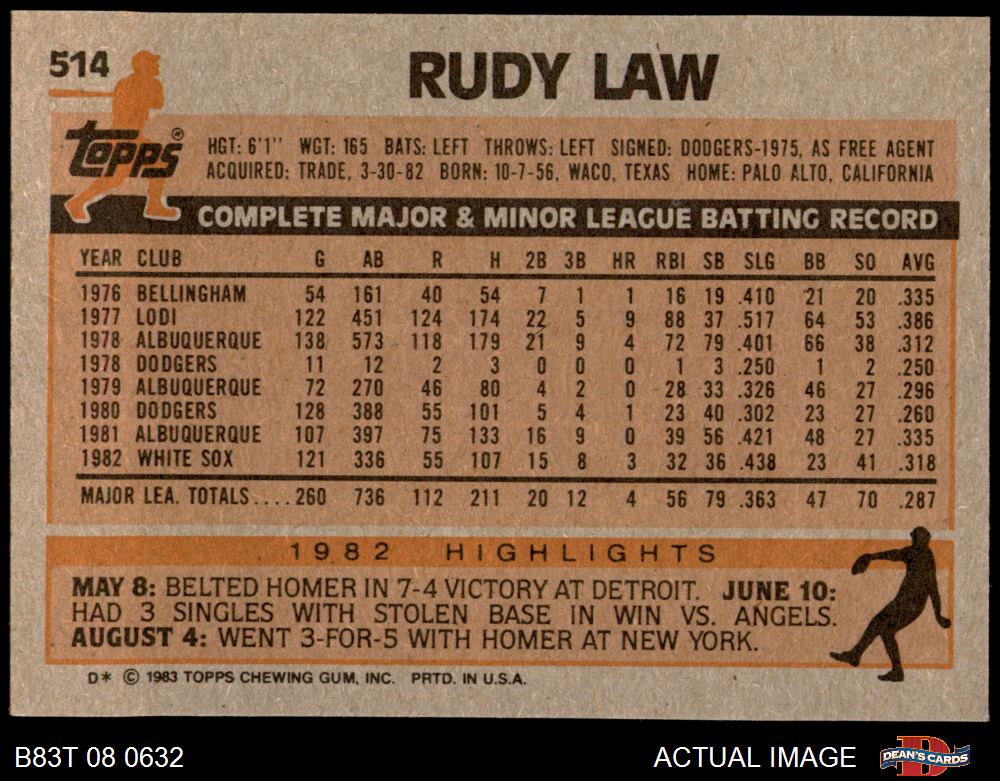 514
RUDY LAW
Topps®
HGT: 6'1" WGT: 165 BATS: LEFT THROWS: LEFT SIGNED: DODGERS-1975, AS FREE AGENT
ACQUIRED: TRADE, 3-30-82 BORN: 10-7-56, WACO, TEXAS HOME: PALO ALTO, CALIFORNIA
COMPLETE MAJOR & MINOR LEAGUE BATTING RECORD
YEAR CLUB G AB R H 2B 3B HR RBI SB SLG BB SO AVG
1976 BELLINGHAM 54 161 40 54 7 1 1 16 19 .410 21 20 .335
1977 LODI 122 451 124 174 22 5 9 88 37 .517 64 53 .386
1978 ALBUQUERQUE 138 573 118 179 21 9 4 72 79 .401 66 38 .312
1978 DODGERS 11 12 2 3 0 0 0 1 3 .250 1 2 .250
1979 ALBUQUERQUE 72 270 46 80 4 2 0 28 33 .326 46 27 .296
1980 DODGERS 128 388 55 101 5 4 1 23 40 .302 23 27 .260
1981 ALBUQUERQUE 107 397 75 133 16 9 0 39 56 .421 48 27 .335
1982 WHITE SOX 121 336 55 107 15 8 3 32 36 .438 23 41 .318
MAJOR LEA. TOTALS....260 736 112 211 20 12 4 56 79 .363 47 70 .287
1982 HIGHLIGHTS
MAY 8: BELTED HOMER IN 7-4 VICTORY AT DETROIT. JUNE 10:
HAD 3 SINGLES WITH STOLEN BASE IN WIN VS. ANGELS.
AUGUST 4: WENT 3-FOR-5 WITH HOMER AT NEW YORK.
D* © 1983 TOPPS CHEWING GUM, INC. PRTD. IN U.S.A.
B83T 08 0632
ACTUAL IMAGE
D
DEAN'S CARDS